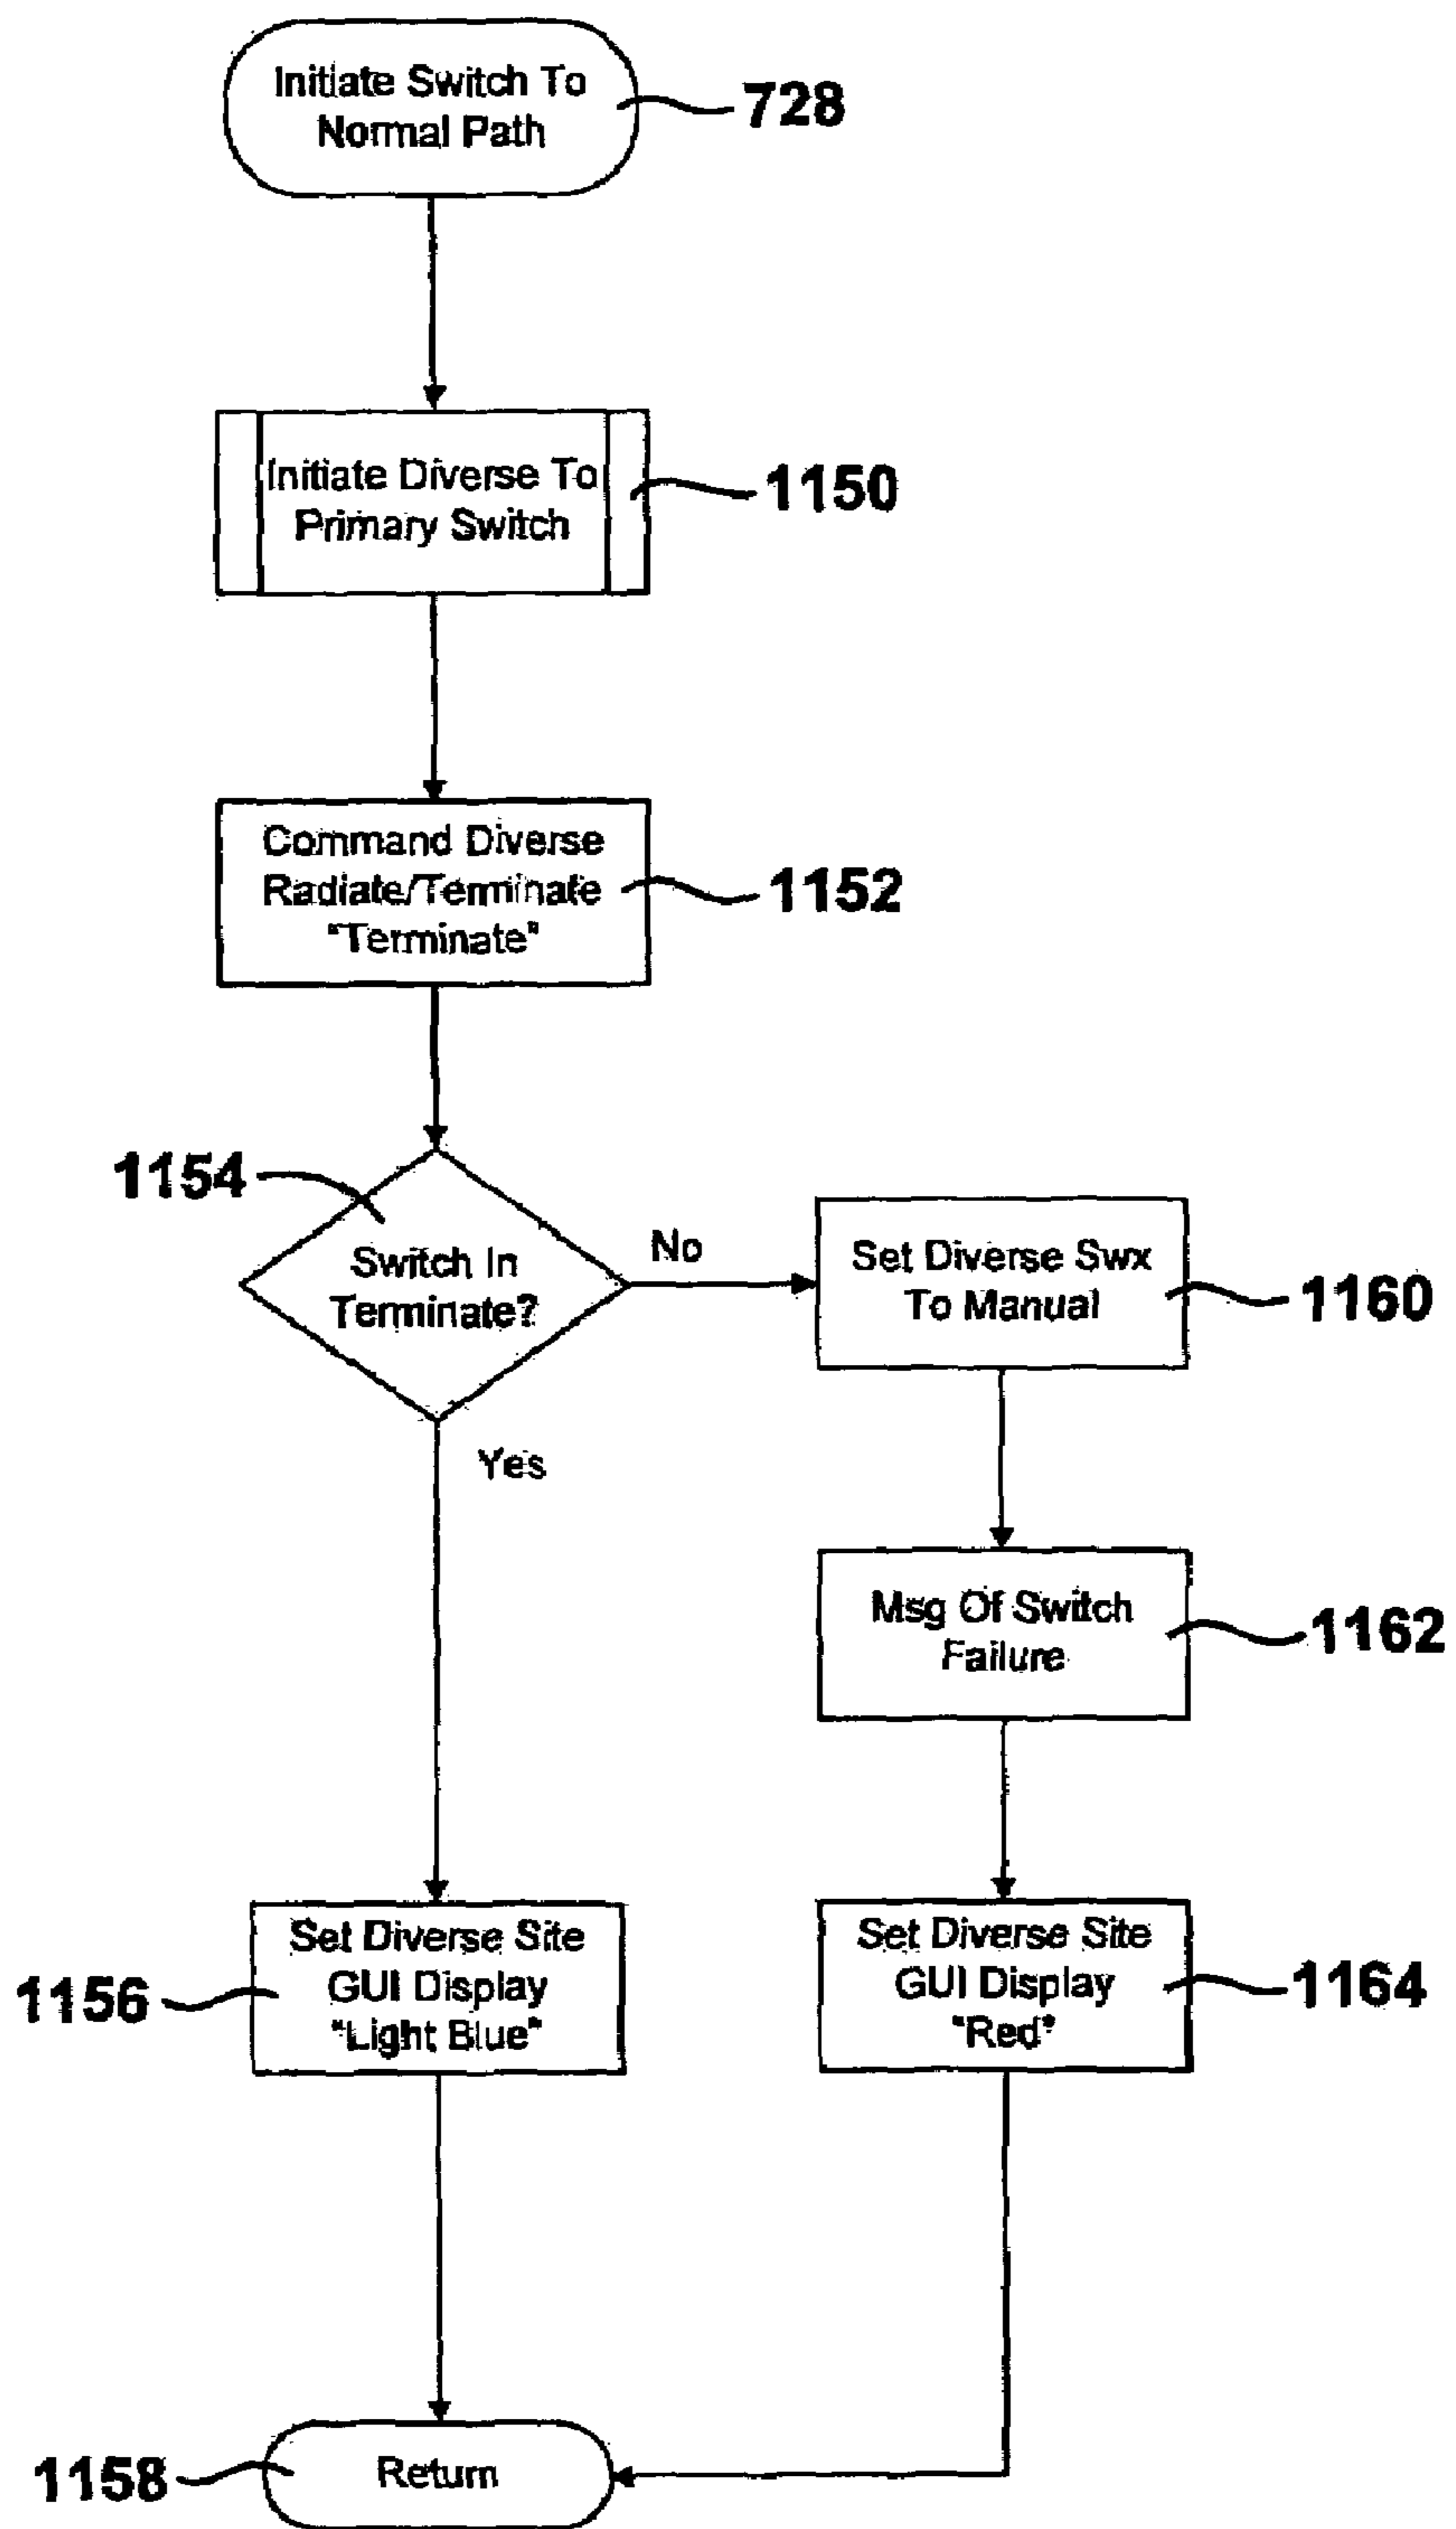 Initiate Switch To
Normal Path
728
Initiate Diverse To
Primary Switch
1150
Command Diverse
Radiate/Terminate
"Terminate"
1152
1154
Switch In
Terminate?
No
Yes
Set Diverse Swx
To Manual
1160
Msg Of Switch
Failure
1162
1156
Set Diverse Site
GUI Display
"Light Blue"
Set Diverse Site
GUI Display
"Red"
1164
1158
Return